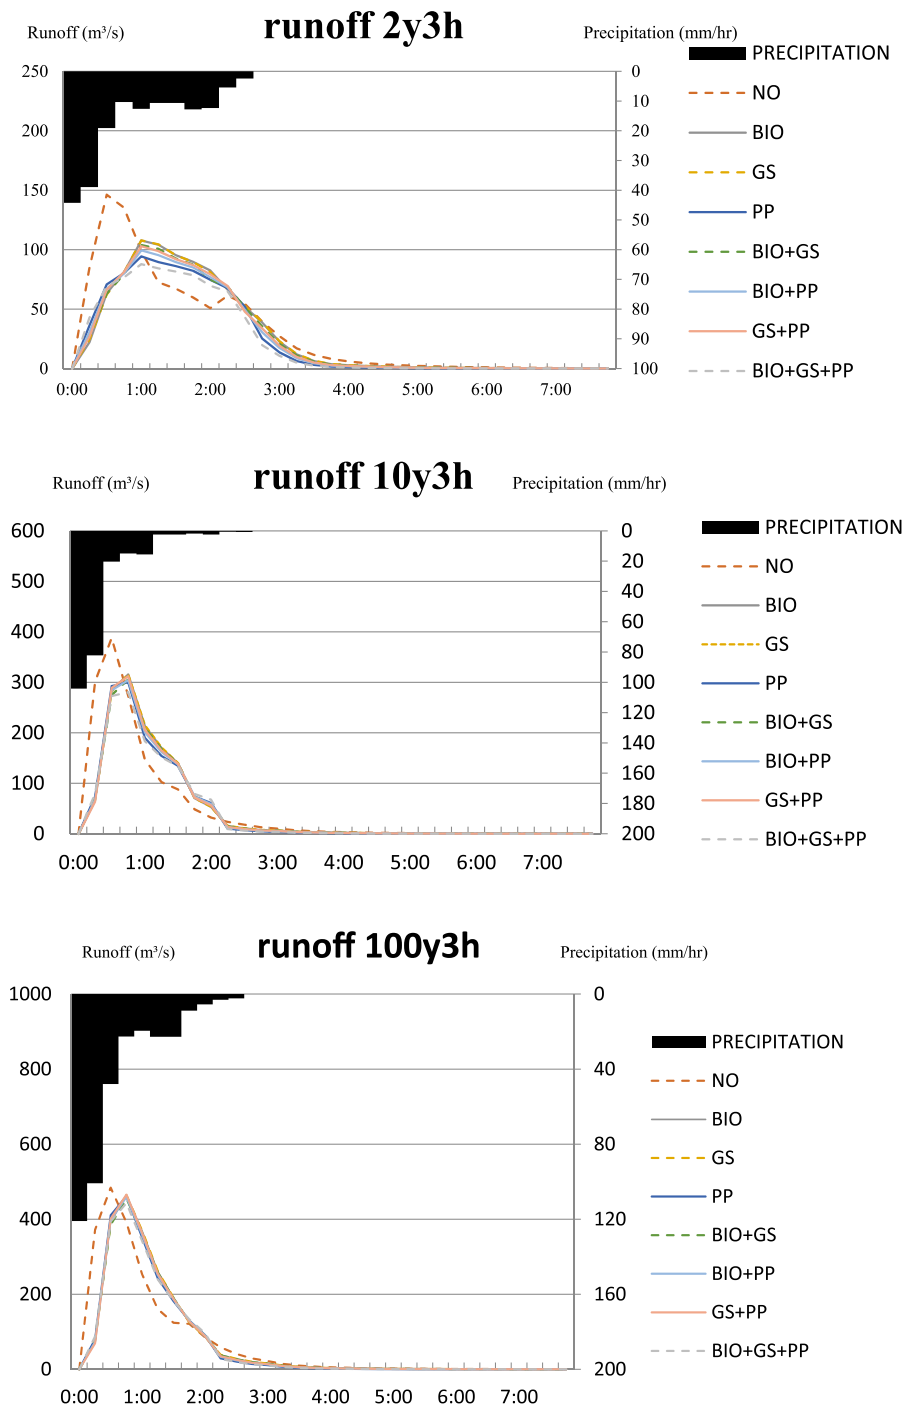 Runoff (m³/s) runoff 2y3h Precipitation (mm/hr)
250 0 PRECIPITATION
10 NO
200 20 BIO
30 GS
150 40 PP
50 BIO+GS
100 60 BIO+PP
70 GS+PP
50 80 BIO+GS+PP
90
0 100
0:00 1:00 2:00 3:00 4:00 5:00 6:00 7:00
Runoff (m³/s) runoff 10y3h Precipitation (mm/hr)
600 0 PRECIPITATION
20 NO
500 40 BIO
400 60 GS
80 PP
300 100 BIO+GS
120 BIO+PP
200 140 GS+PP
100 160 BIO+GS+PP
180
0 200
0:00 1:00 2:00 3:00 4:00 5:00 6:00 7:00
Runoff (m³/s) runoff 100y3h Precipitation (mm/hr)
1000 0 PRECIPITATION
800 40 NO
BIO
600 80 GS
PP
400 120 BIO+GS
BIO+PP
200 160 GS+PP
0 200 BIO+GS+PP
0:00 1:00 2:00 3:00 4:00 5:00 6:00 7:00